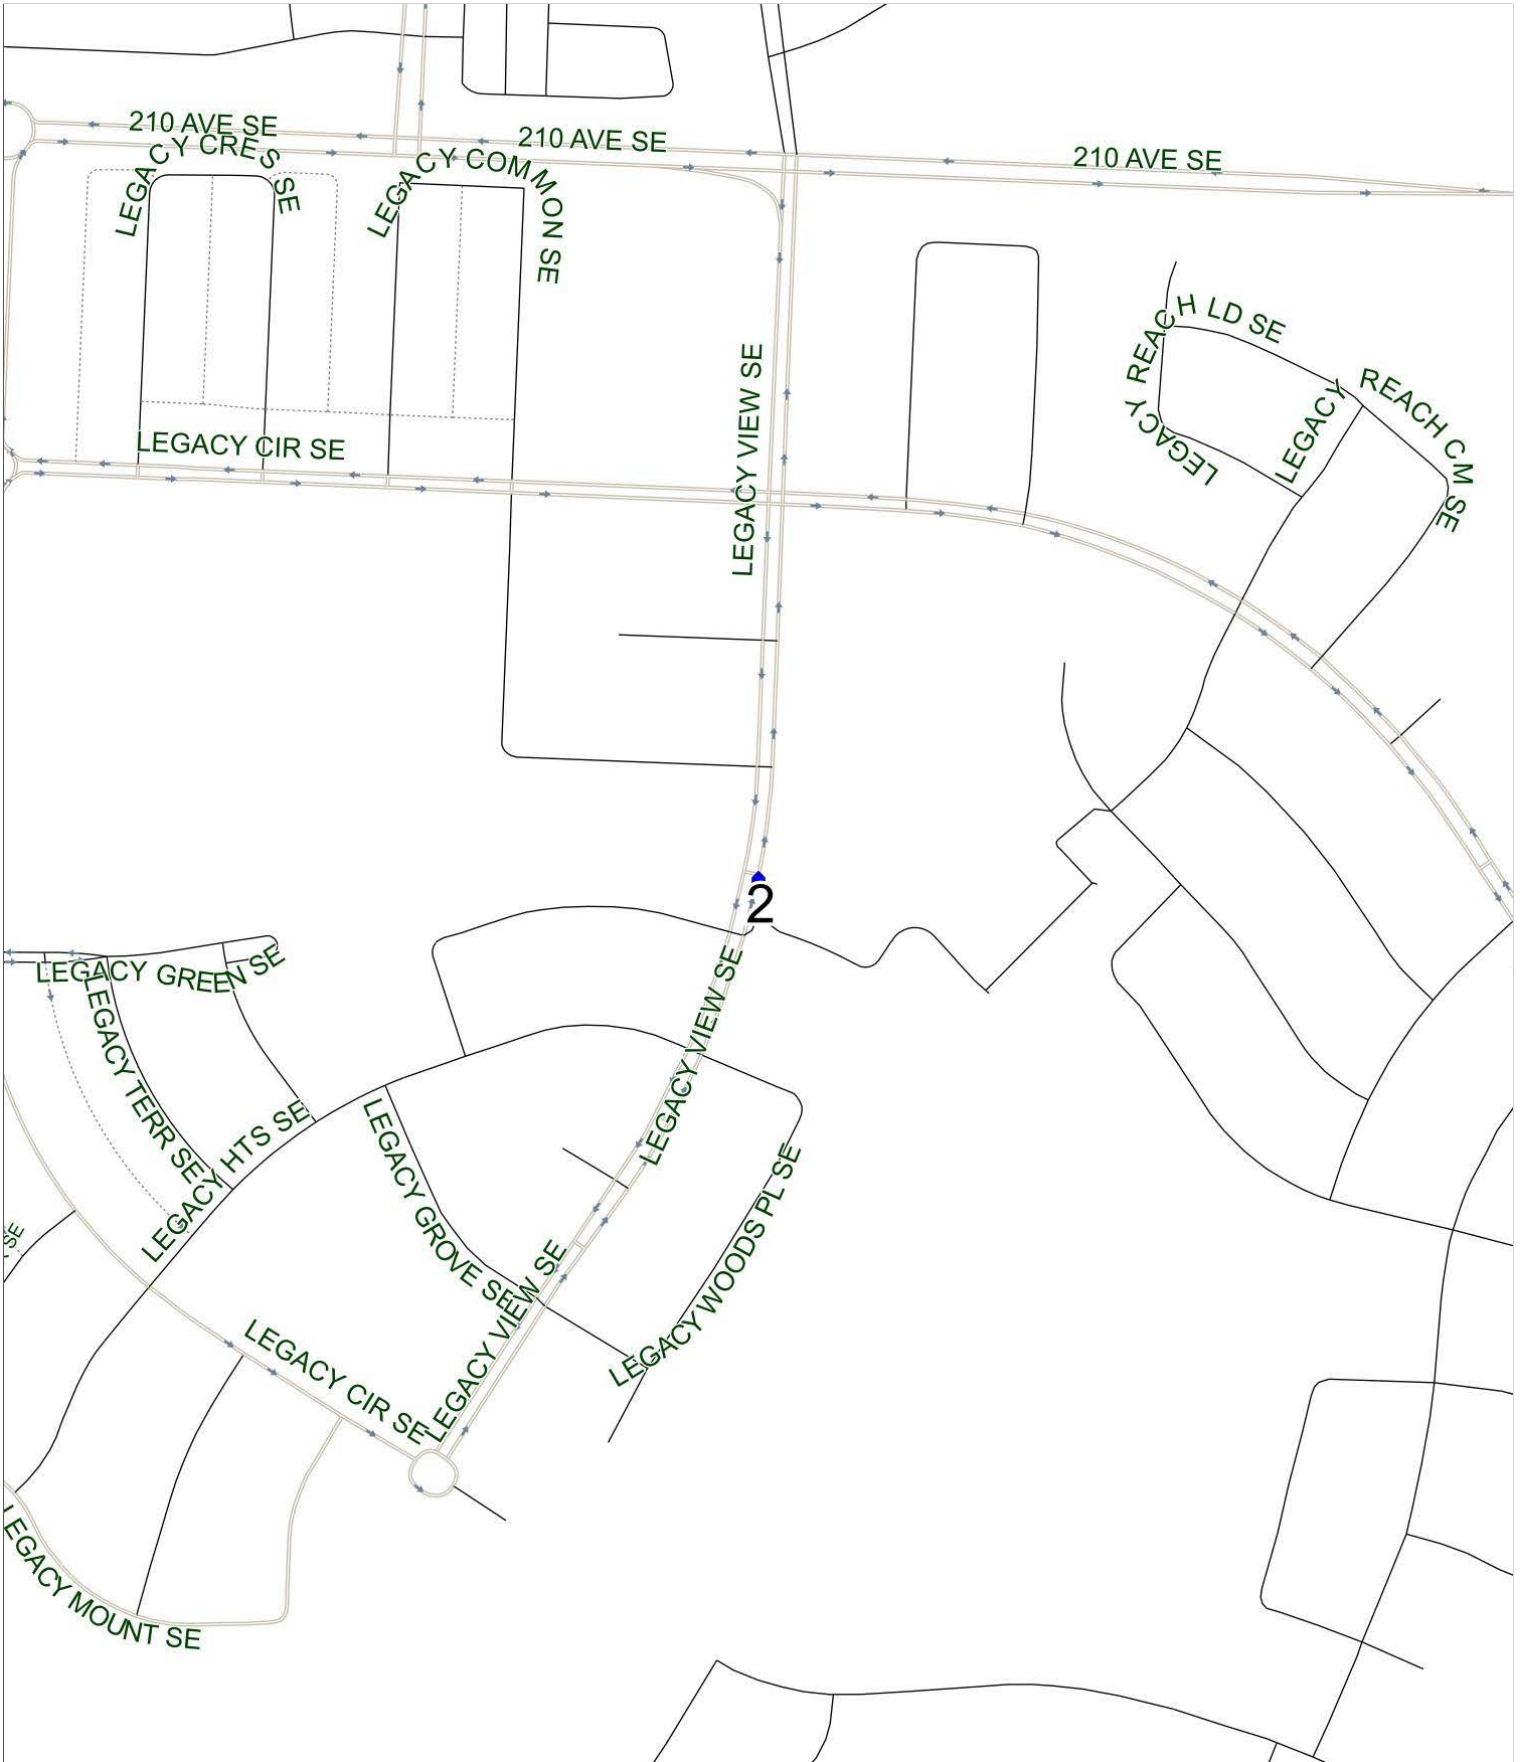 210 AVE SE
210 AVE SE
210 AVE SE
LEGACY CRES SE
LEGACY COMMON SE
LEGACY REACH LD SE
LEGACY REACH CM SE
LEGACY VIEW SE
LEGACY CIR SE
2
LEGACY GREEN SE
LEGACY VIEW SE
LEGACY TERR SE
LEGACY HTS SE
LEGACY GROVE SE
LEGACY WOODS PL SE
SE
LEGACY VIEW SE
LEGACY CIR SE
LEGACY MOUNT SE